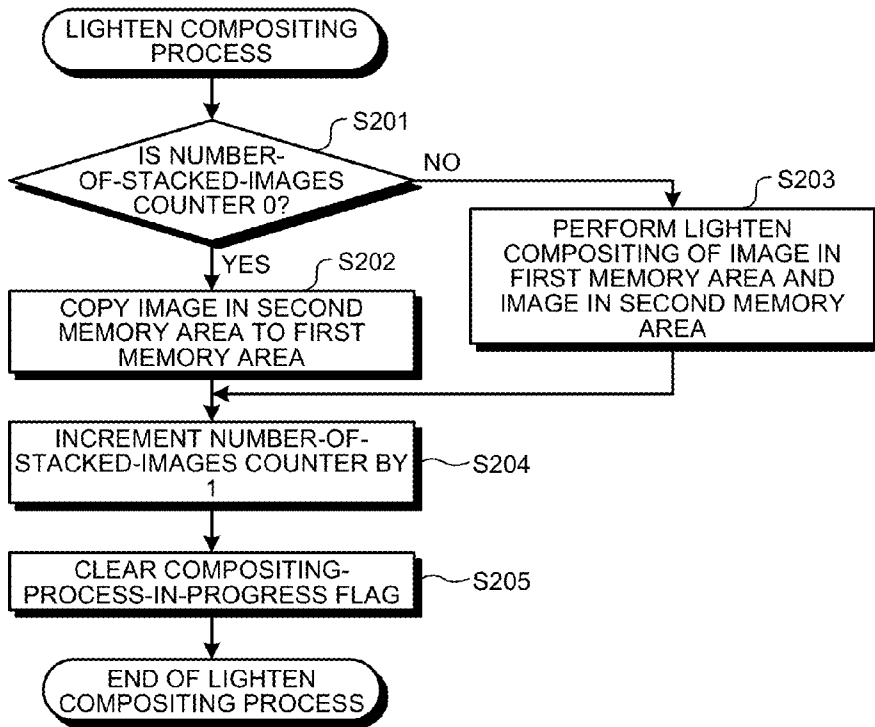 LIGHTEN COMPOSITING
PROCESS
S201
IS NUMBER-
OF-STACKED-IMAGES
COUNTER 0?
NO
YES
S202
COPY IMAGE IN SECOND
MEMORY AREA TO FIRST
MEMORY AREA
S203
PERFORM LIGHTEN
COMPOSITING OF IMAGE IN
FIRST MEMORY AREA AND
IMAGE IN SECOND MEMORY
AREA
INCREMENT NUMBER-OF-
STACKED-IMAGES COUNTER BY
1
S204
CLEAR COMPOSITING-
PROCESS-IN-PROGRESS FLAG
S205
END OF LIGHTEN
COMPOSITING PROCESS